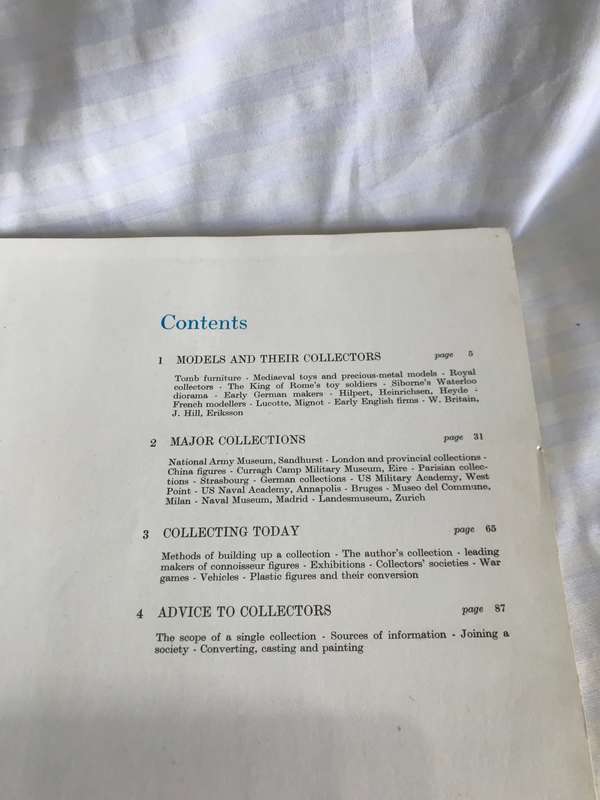 Contents
1 MODELS AND THEIR COLLECTORS page 5
Tomb furniture - Mediaeval toys and precious-metal models - Royal
collectors - The King of Rome's toy soldiers - Siborne's Waterloo
diorama - Early German makers - Hilpert, Heinrichsen, Heyde -
French modellers - Lucotte, Mignot - Early English firms - W. Britain,
J. Hill, Eriksson
2 MAJOR COLLECTIONS page 31
National Army Museum, Sandhurst - London and provincial collections -
China figures - Curragh Camp Military Museum, Eire - Parisian collec-
tions - Strasbourg - German collections - US Military Academy, West
Point - US Naval Academy, Annapolis - Bruges - Museo del Commune,
Milan - Naval Museum, Madrid - Landesmuseum, Zurich
3 COLLECTING TODAY page 65
Methods of building up a collection - The author's collection - leading
makers of connoisseur figures - Exhibitions - Collectors' societies - War
games - Vehicles - Plastic figures and their conversion
4 ADVICE TO COLLECTORS page 87
The scope of a single collection - Sources of information - Joining a
society - Converting, casting and painting